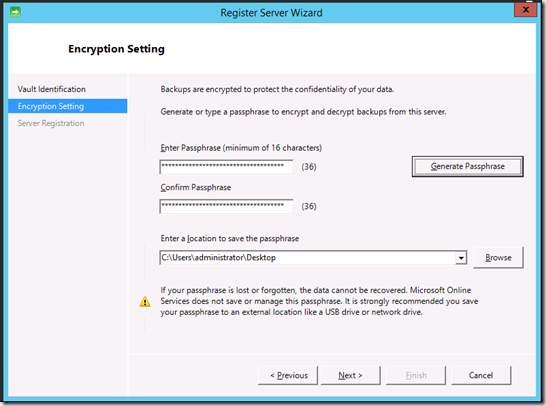 Register Server Wizard
x
Encryption Setting
Vault Identification
Encryption Setting
Server Registration
Backups are encrypted to protect the confidentiality of your data.
Generate or type a passphrase to encrypt and decrypt backups from this server.
Enter Passphrase (minimum of 16 characters)
************************************ (36)
Generate Passphrase
Confirm Passphrase
************************************ (36)
Enter a location to save the passphrase
C:\Users\administrator\Desktop
Browse
If your passphrase is lost or forgotten, the data cannot be recovered. Microsoft Online
Services does not save or manage this passphrase. It is strongly recommended you save
your passphrase to an external location like a USB drive or network drive.
< Previous
Next >
Finish
Cancel